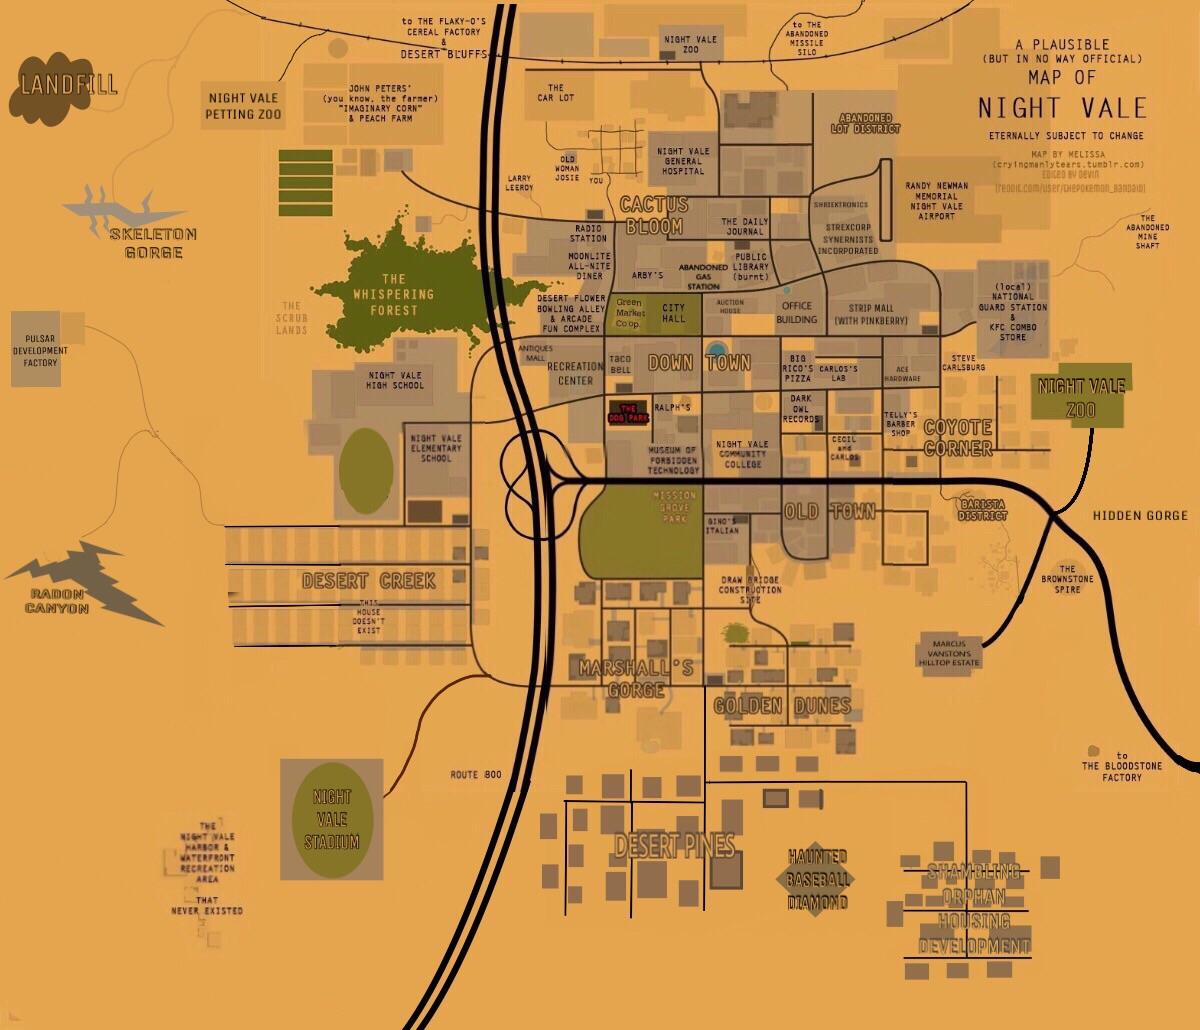 to THE FLAKY-O'S
CEREAL FACTORY
&
DESERT BLUFFS
NIGHT VALE
ZOO
to THE
ABANDONED
MISSILE
SILO
A PLAUSIBLE
(BUT IN NO WAY OFFICIAL)
MAP OF
NIGHT VALE
ETERNALLY SUBJECT TO CHANGE
MAP BY MELISSA
(cryingmanlytears.tumblr.com)
EDITED BY DEVIN
LANDFILL
NIGHT VALE
PETTING ZOO
JOHN PETERS'
(you know, the farmer)
"IMAGINARY CORN"
& PEACH FARM
THE
CAR LOT
ABANDONED
LOT DISTRICT
OLD
WOMAN
JOSIE
YOU
LARRY
LEEROY
NIGHT VALE
GENERAL
HOSPITAL
RANDY NEWMAN
MEMORIAL
NIGHT VALE
AIRPORT
THE
ABANDONED
MINE
SHAFT
SKELETON
GORGE
CACTUS
BLOOM
SHRIEKTRONICS
STREXCORP
SYNERNISTS
INCORPORATED
RADIO
STATION
THE DAILY
JOURNAL
MOONLITE
ALL-NITE
DINER
ARBY'S
ABANDONED
GAS
STATION
PUBLIC
LIBRARY
(burnt)
THE
WHISPERING
FOREST
THE
SCRUB
LANDS
DESERT FLOWER
BOWLING ALLEY
& ARCADE
FUN COMPLEX
Green
Market
Co op.
CITY
HALL
AUCTION
HOUSE
OFFICE
BUILDING
STRIP MALL
(WITH PINKBERRY)
(local)
NATIONAL
GUARD STATION
&
KFC COMBO
STORE
PULSAR
DEVELOPMENT
FACTORY
ANTIQUES
MALL
RECREATION
CENTER
taco
BELL
DOWN TOWN
BIG
RICO'S
PIZZA
CARLOS'S
LAB
ACE
HARDWARE
STEVE
CARLSBURG
NIGHT VALE
HIGH SCHOOL
NIGHT VALE
ZOO
THE
DOG PARK
RALPH'S
DARK
OWL
RECORDS
TELLY'S
BARBER
SHOP
COYOTE
CORNER
NIGHT VALE
ELEMENTARY
SCHOOL
MUSEUM OF
FORBIDDEN
TECHNOLOGY
NIGHT VALE
COMMUNITY
COLLEGE
CECIL
and
CARLOS
MISSION
GROVE
PARK
GINO'S
ITALIAN
OLD TOWN
BARISTA
DISTRICT
HIDDEN GORGE
RADON
CANYON
DESERT CREEK
THIS
HOUSE
DOESN'T
EXIST
DRAW BRIDGE
CONSTRUCTION
SITE
THE
BROWNSTONE
SPIRE
MARCUS
VANSTON'S
HILLTOP ESTATE
MARSHALL'S
GORGE
GOLDEN DUNES
ROUTE 800
to
THE BLOODSTONE
FACTORY
NIGHT
VALE
STADIUM
THE
NIGHT VALE
HARBOR &
WATERFRONT
RECREATION
AREA
THAT
NEVER EXISTED
DESERT PINES
HAUNTED
BASEBALL
DIAMOND
SHAMBLING
ORPHAN
HOUSING
DEVELOPMENT